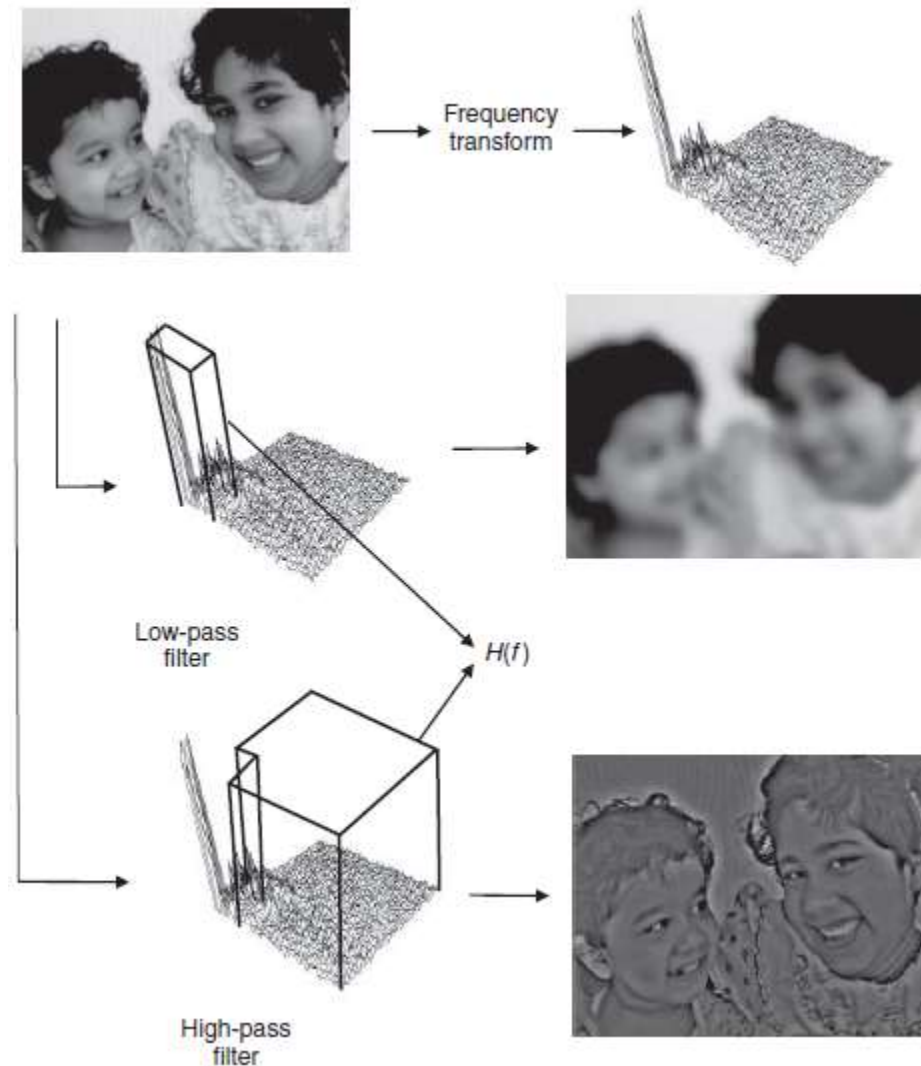 Frequency
transform
Low-pass
filter
H(f)
High-pass
filter